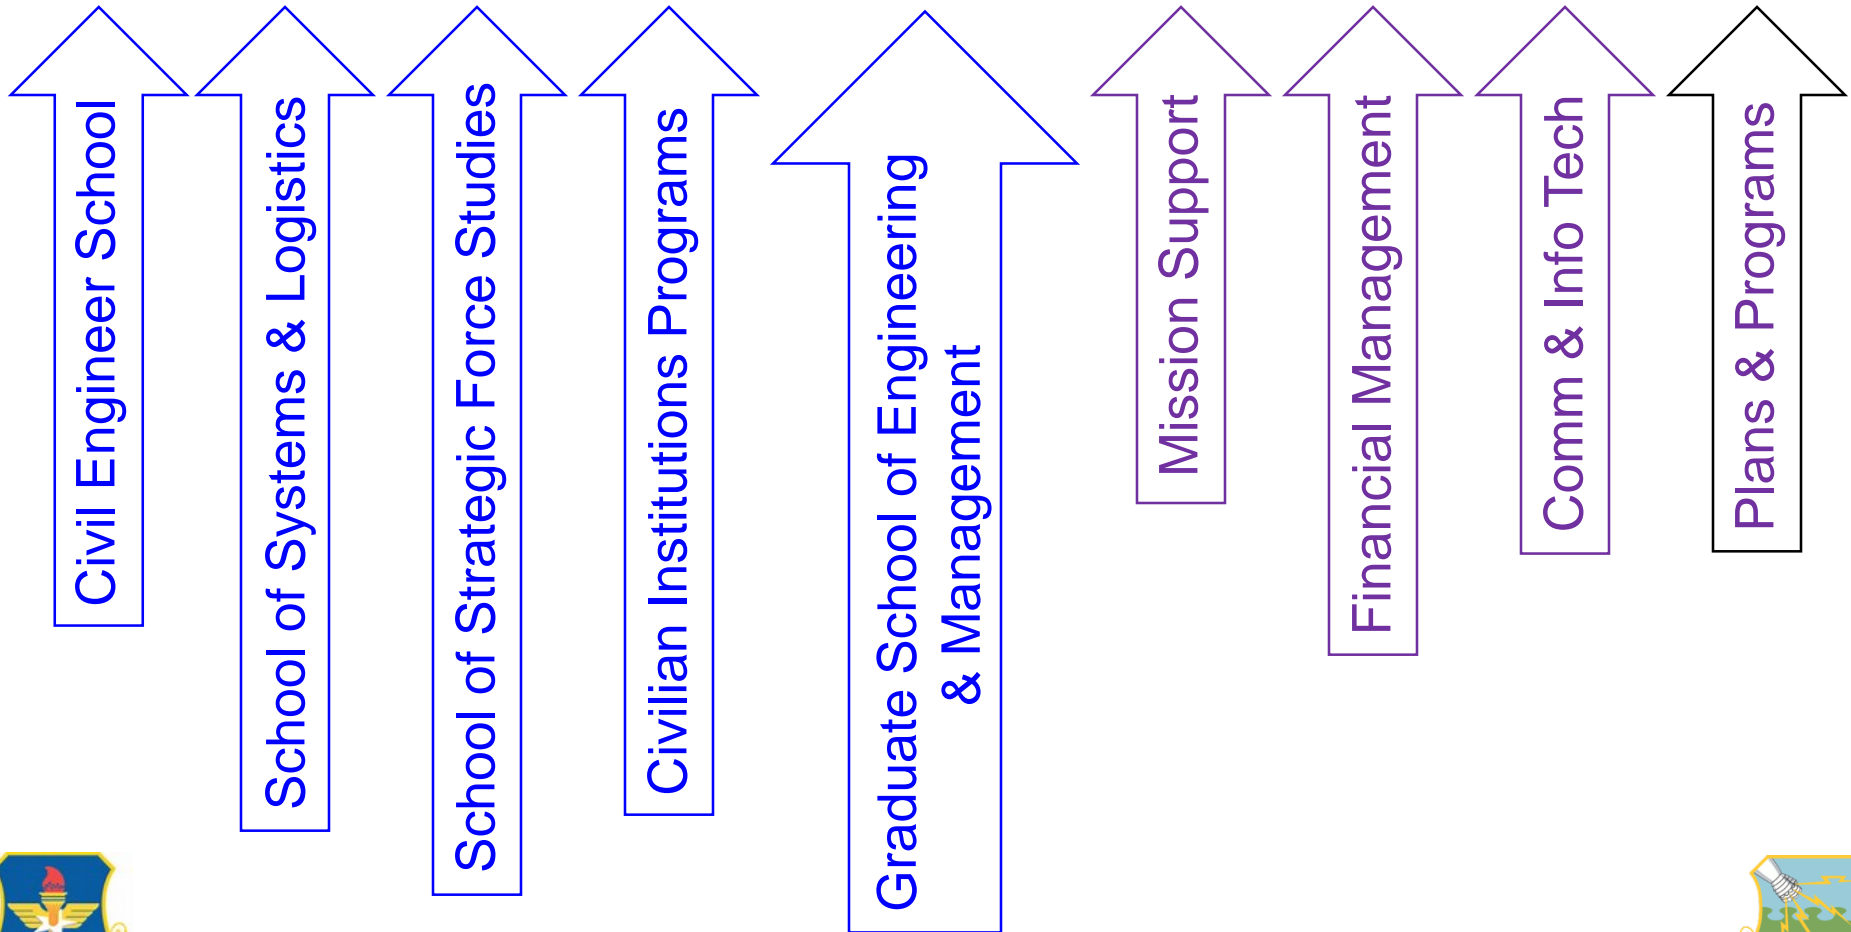 Civil Engineer School
School of Systems & Logistics
School of Strategic Force Studies
Civilian Institutions Programs
Graduate School of Engineering
& Management
Mission Support
Financial Management
Comm & Info Tech
Plans & Programs